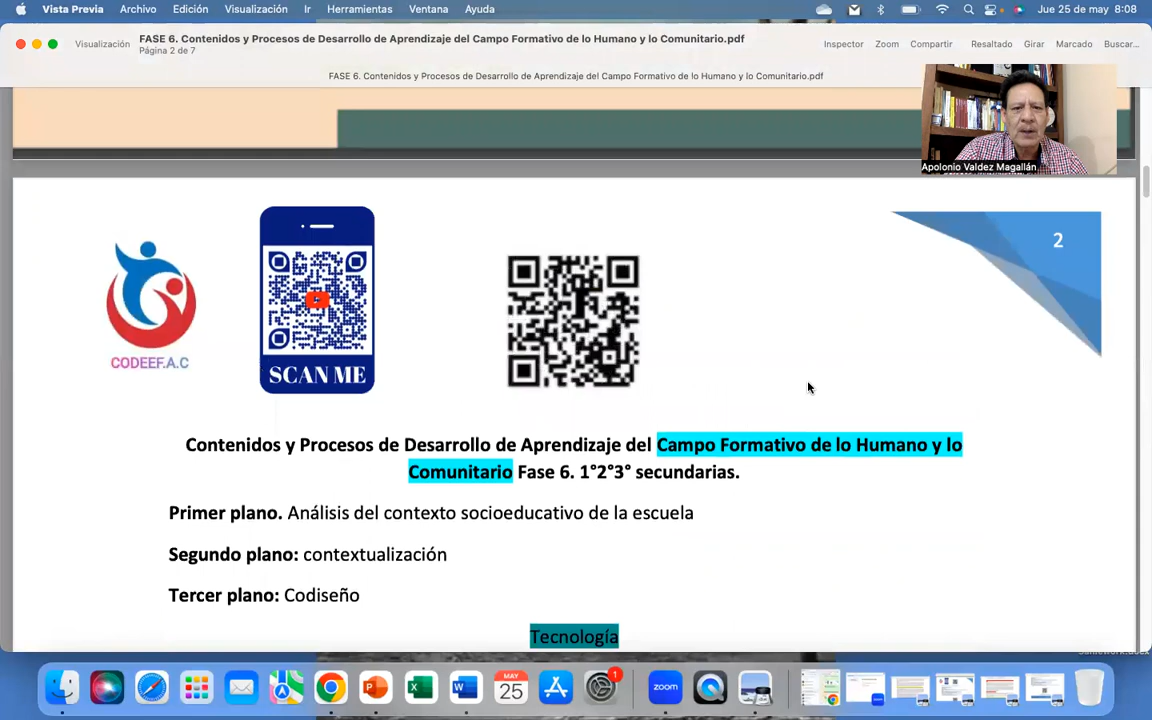 Vista Previa Archivo Edición Visualización Ir Herramientas Ventana Ayuda Jue 25 de may 8:08
Visualización FASE 6. Contenidos y Procesos de Desarrollo de Aprendizaje del Campo Formativo de lo Humano y lo Comunitario.pdf Inspector Zoom Compartir Resaltado Girar Marcado Buscar...
Página 2 de 7
FASE 6. Contenidos y Procesos de Desarrollo de Aprendizaje del Campo Formativo de lo Humano y lo Comunitario.pdf
Apolonio Valdez Magallán
2
CODEEF.A.C
SCAN ME
Contenidos y Procesos de Desarrollo de Aprendizaje del Campo Formativo de lo Humano y lo
Comunitario Fase 6. 1°2°3° secundarias.
Primer plano. Análisis del contexto socioeducativo de la escuela
Segundo plano: contextualización
Tercer plano: Codiseño
Tecnología
MAY
25
zoom
1